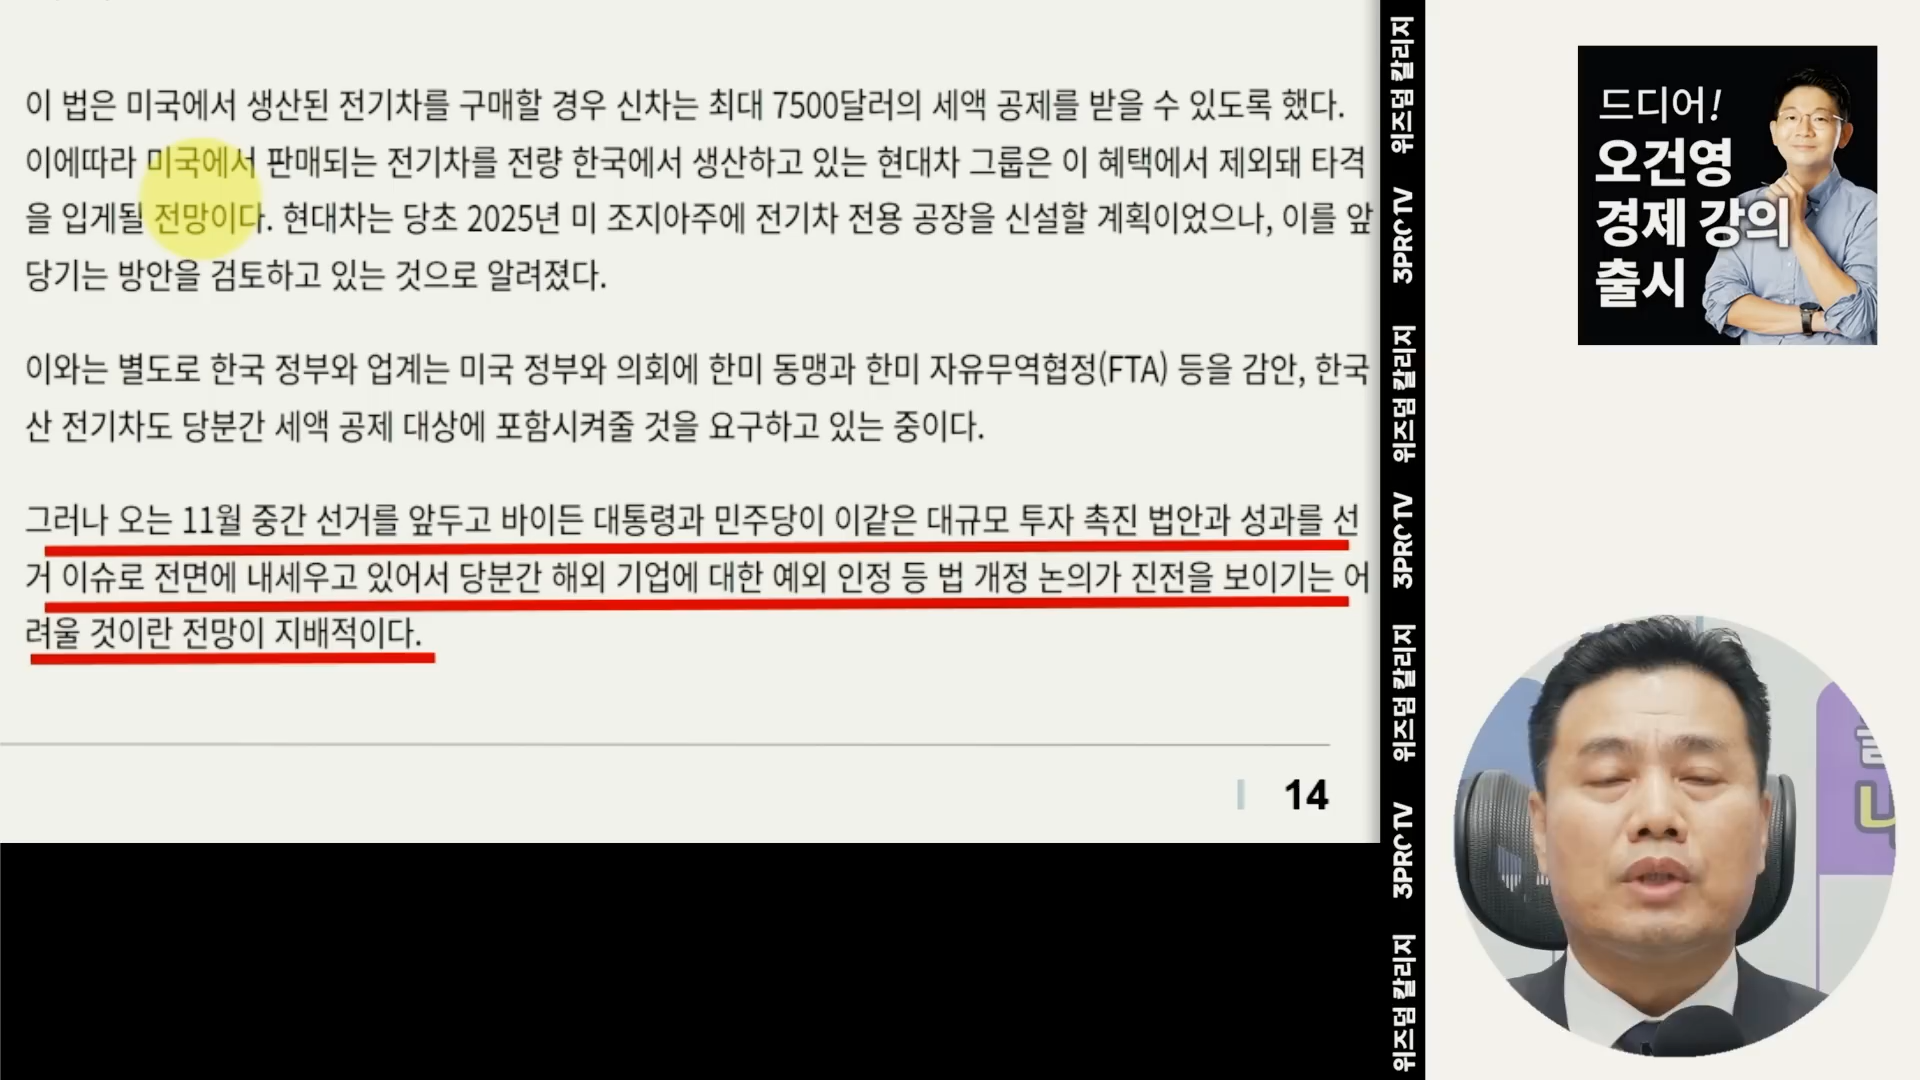 이 법은 미국에서 생산된 전기차를 구매할 경우 신차는 최대 7500달러의 세액 공제를 받을 수 있도록 했다.
이에따라 미국에서 판매되는 전기차를 전량 한국에서 생산하고 있는 현대차 그룹은 이 혜택에서 제외돼 타격
을 입게될 전망이다. 현대차는 당초 2025년 미 조지아주에 전기차 전용 공장을 신설할 계획이었으나, 이를 앞
당기는 방안을 검토하고 있는 것으로 알려졌다.
이와는 별도로 한국 정부와 업계는 미국 정부와 의회에 한미 동맹과 한미 자유무역협정(FTA) 등을 감안, 한국
산 전기차도 당분간 세액 공제 대상에 포함시켜줄 것을 요구하고 있는 중이다.
그러나 오는 11월 중간 선거를 앞두고 바이든 대통령과 민주당이 이같은 대규모 투자 촉진 법안과 성과를 선
거 이슈로 전면에 내세우고 있어서 당분간 해외 기업에 대한 예외 인정 등 법 개정 논의가 진전을 보이기는 어
려울 것이란 전망이 지배적이다.
14
위즈덤 칼리지
3PROTV
위즈덤 칼리지
3PROTV
위즈덤 칼리지
3PROTV
위즈덤 칼리지
드디어!
오건영
경제 강의
출시